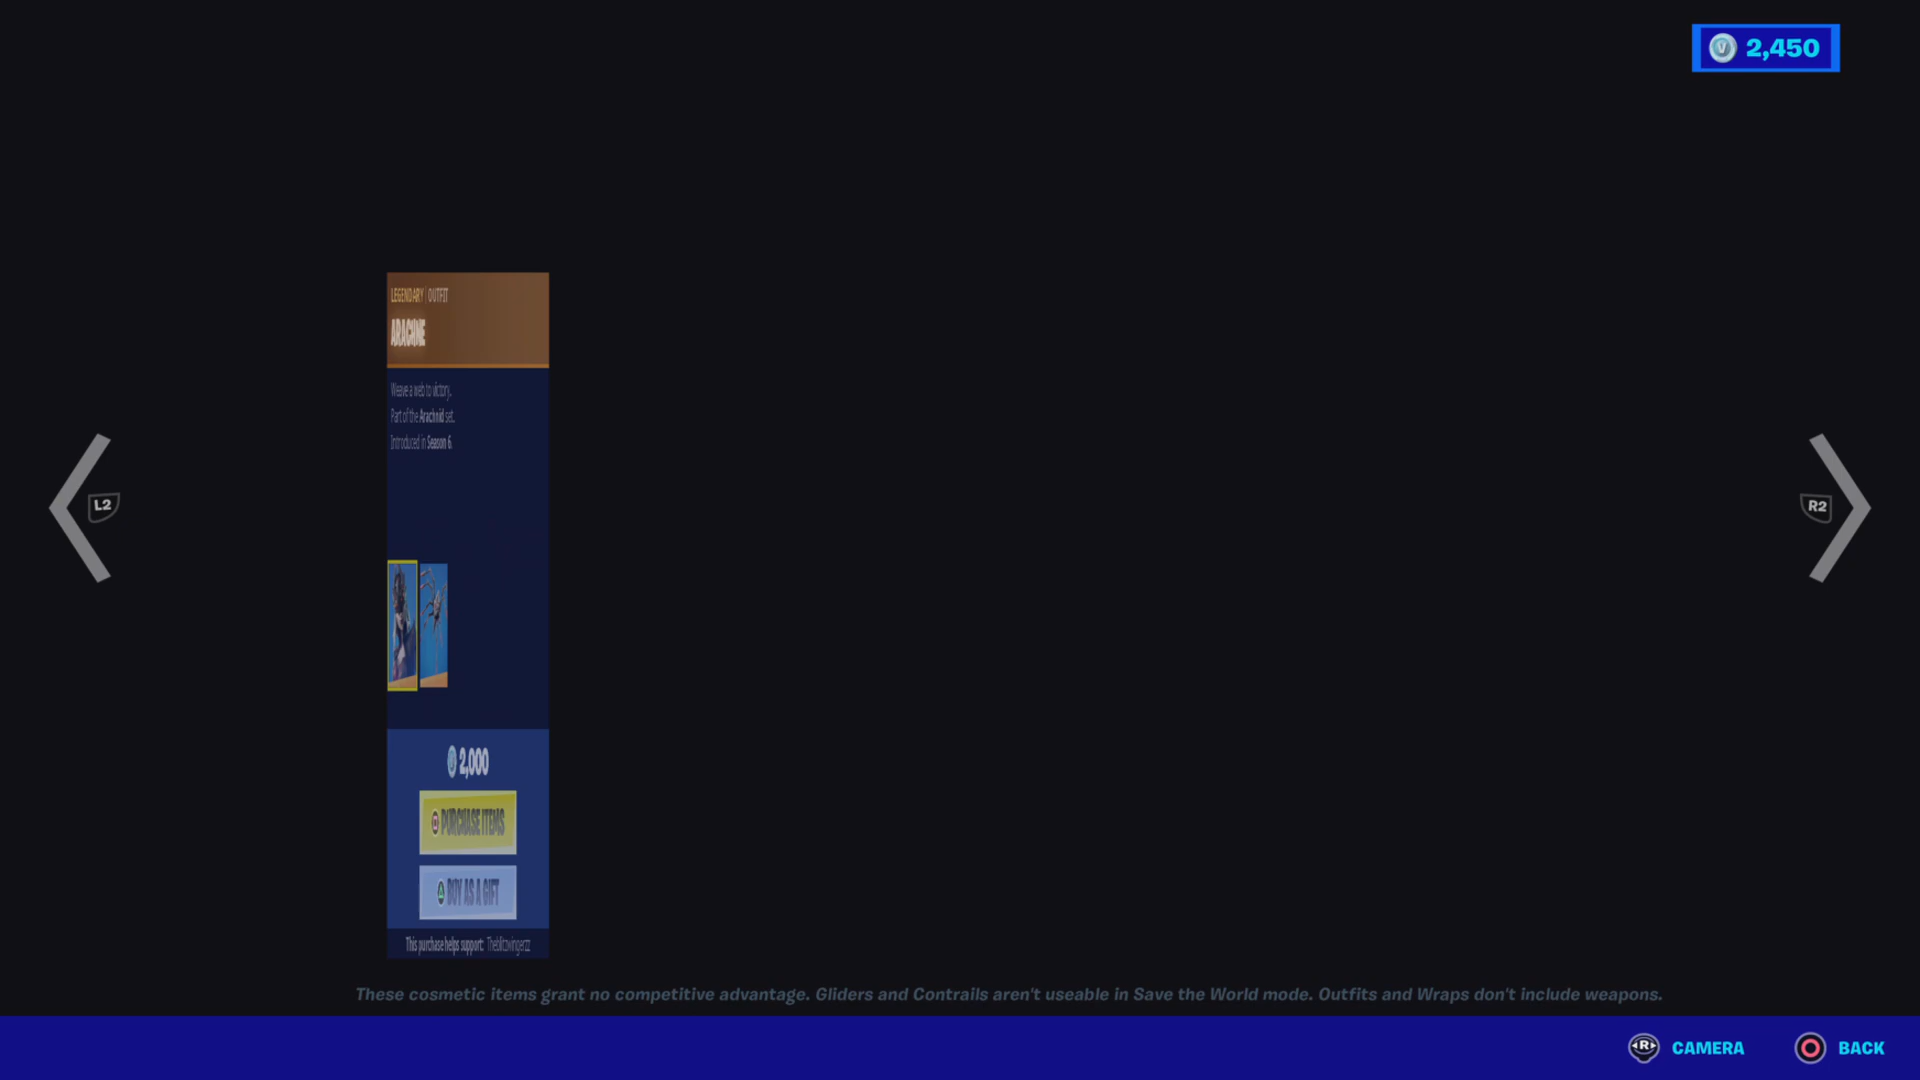 2,450
LEGENDARY | OUTFIT
ARACHNE
Weave a web to victory.
Part of the Arachnid set.
Introduced in Season 6.
L2
R2
2,000
PURCHASE ITEMS
BUY AS A GIFT
This purchase helps support: Theblitzwingerzz
These cosmetic items grant no competitive advantage. Gliders and Contrails aren't useable in Save the World mode. Outfits and Wraps don't include weapons.
R CAMERA
BACK